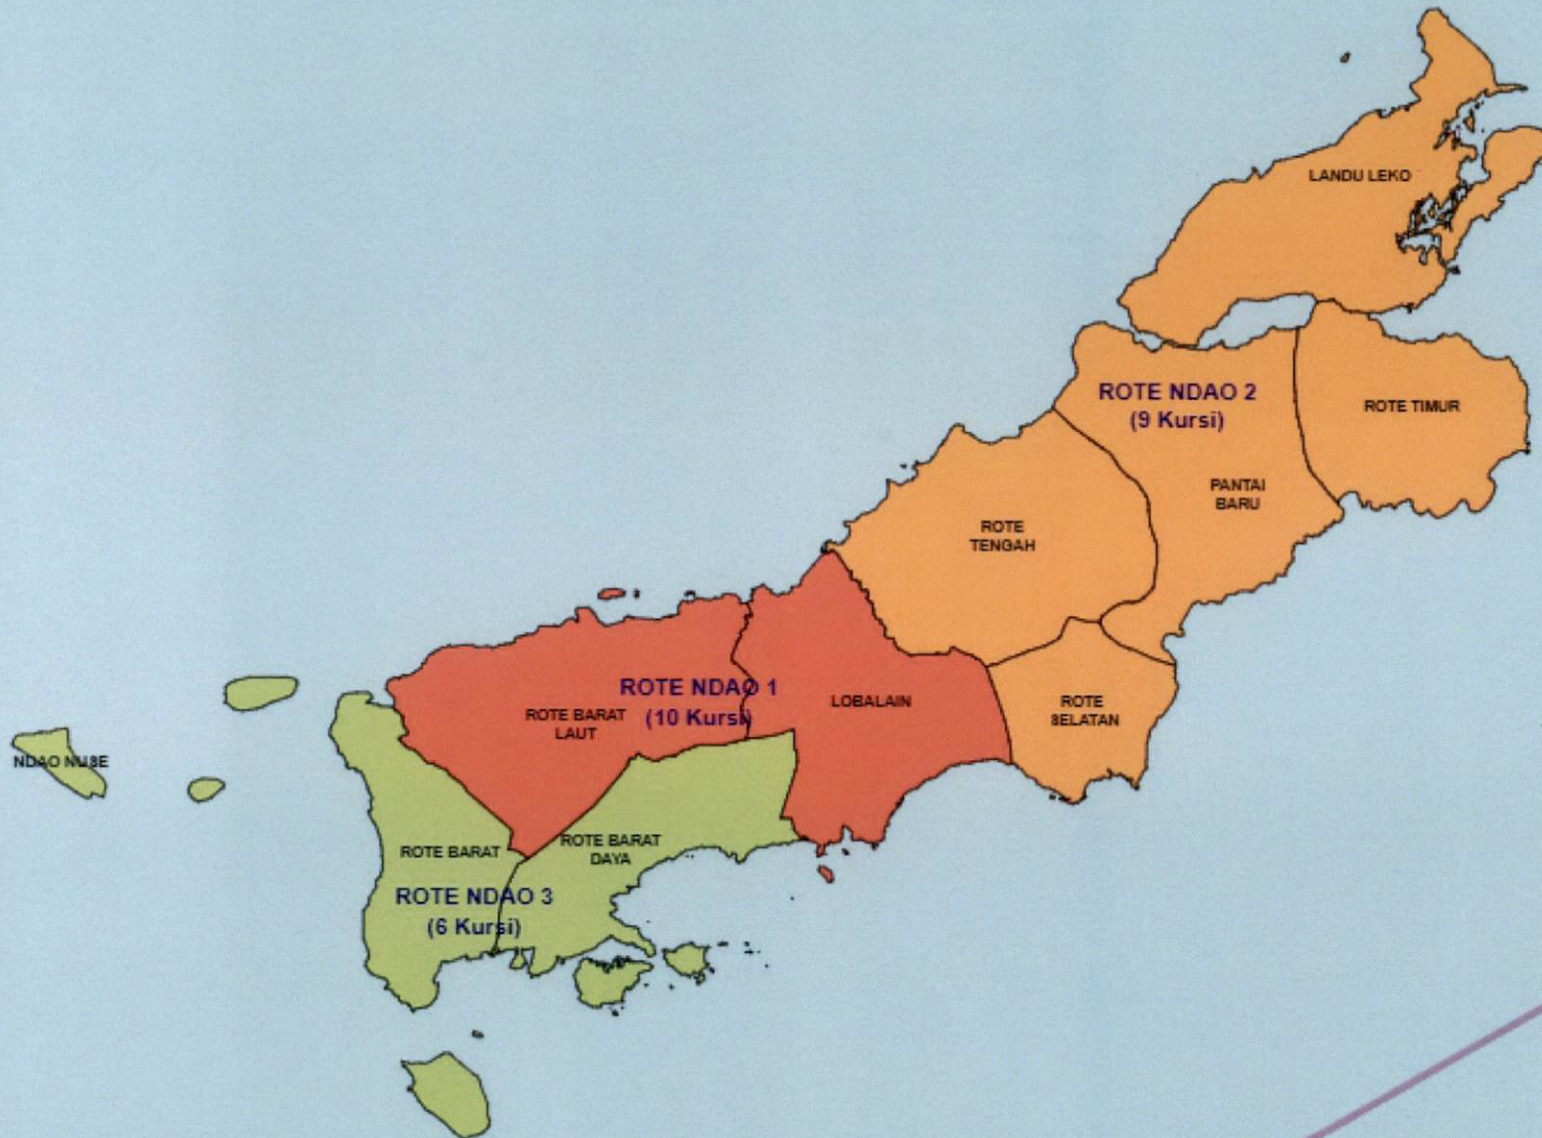 LANDU LEKO
ROTE NDAO 2
(9 Kursi)
ROTE TIMUR
PANTAI
BARU
ROTE
TENGAH
ROTE NDAO 1
(10 Kursi)
ROTE BARAT
LAUT
LOBALAIN
ROTE
SELATAN
NDAO NUSE
ROTE BARAT
ROTE BARAT
DAYA
ROTE NDAO 3
(6 Kursi)